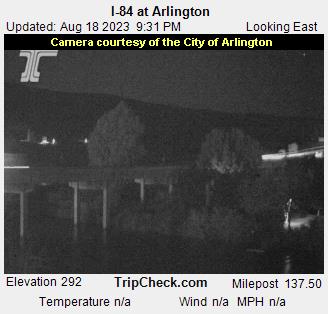 I-84 at Arlington
Updated: Aug 18 2023 9:31 PM Looking East
Camera courtesy of the City of Arlington
Elevation 292 TripCheck.com Milepost 137.50
Temperature n/a Wind n/a MPH n/a